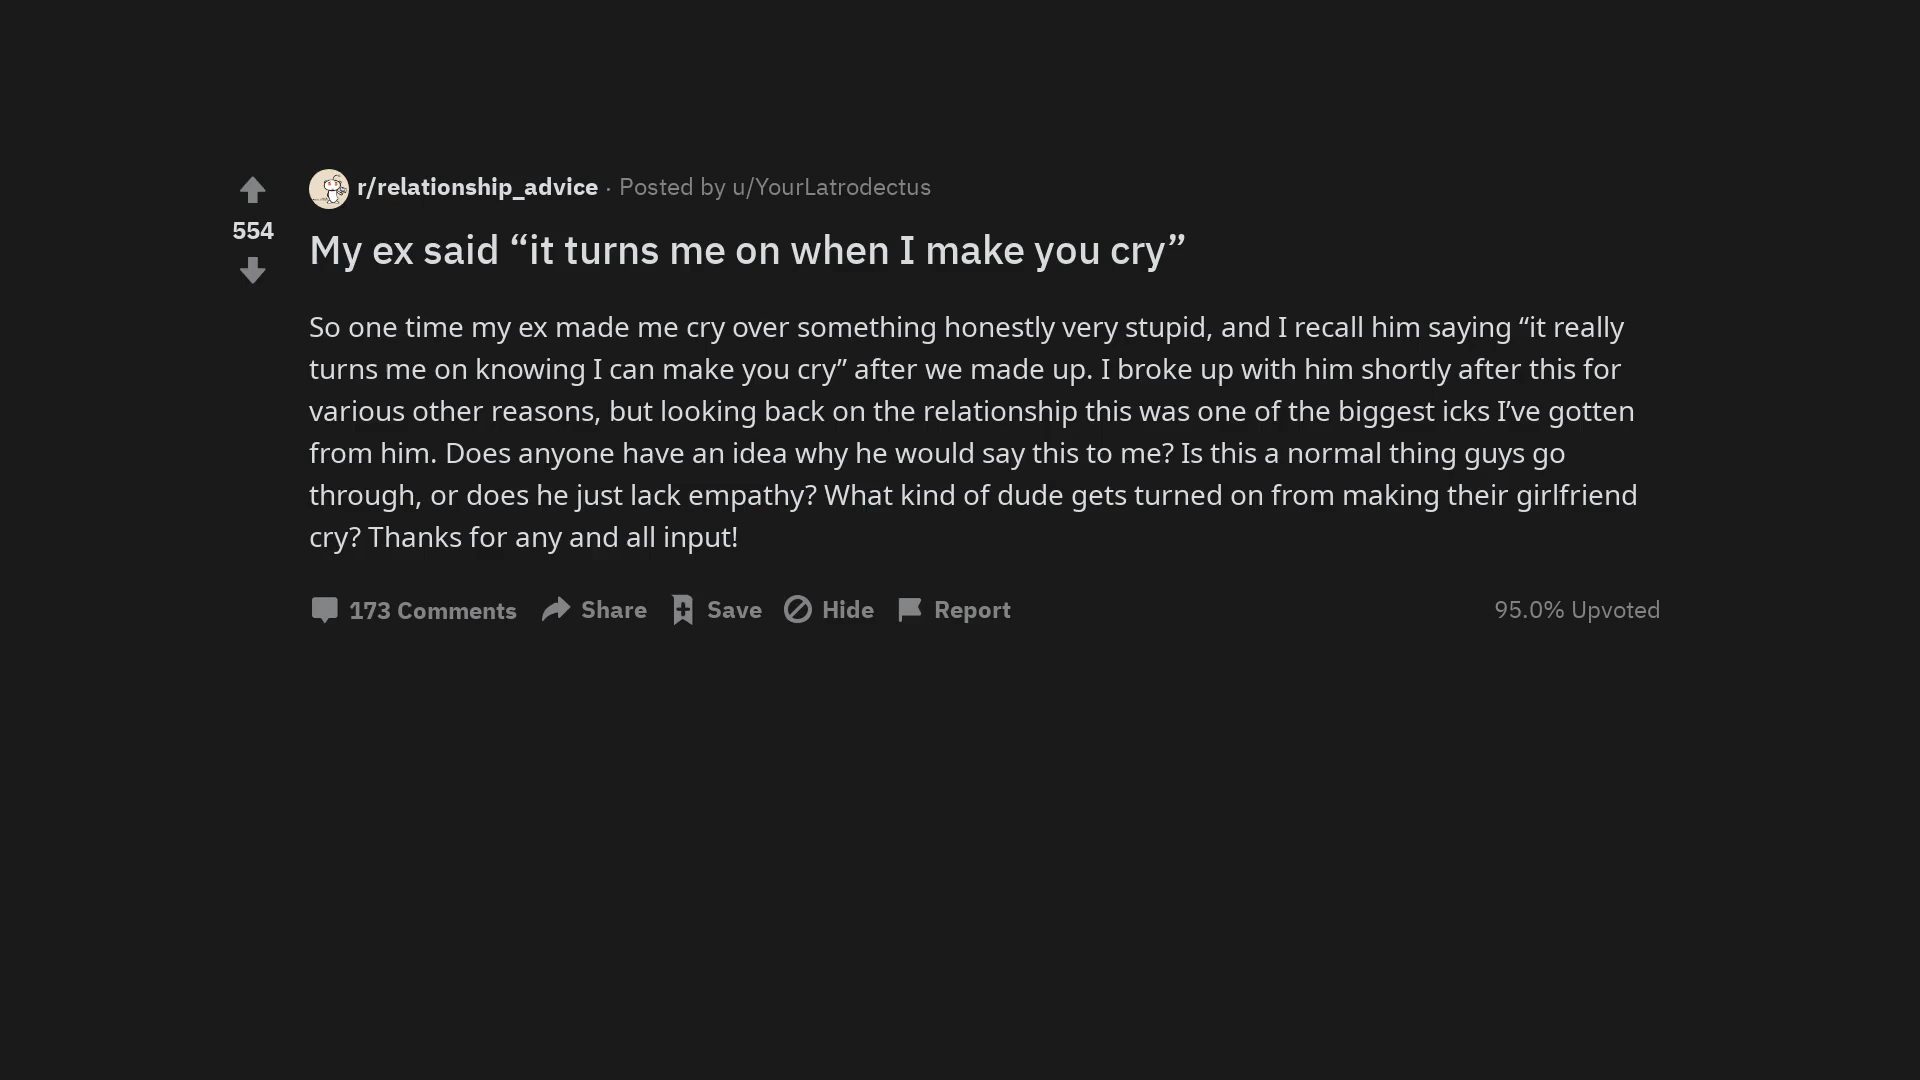 r/relationship_advice · Posted by u/YourLatrodectus
554
My ex said “it turns me on when I make you cry”
So one time my ex made me cry over something honestly very stupid, and I recall him saying “it really
turns me on knowing I can make you cry” after we made up. I broke up with him shortly after this for
various other reasons, but looking back on the relationship this was one of the biggest icks I’ve gotten
from him. Does anyone have an idea why he would say this to me? Is this a normal thing guys go
through, or does he just lack empathy? What kind of dude gets turned on from making their girlfriend
cry? Thanks for any and all input!
173 Comments Share Save Hide Report 95.0% Upvoted